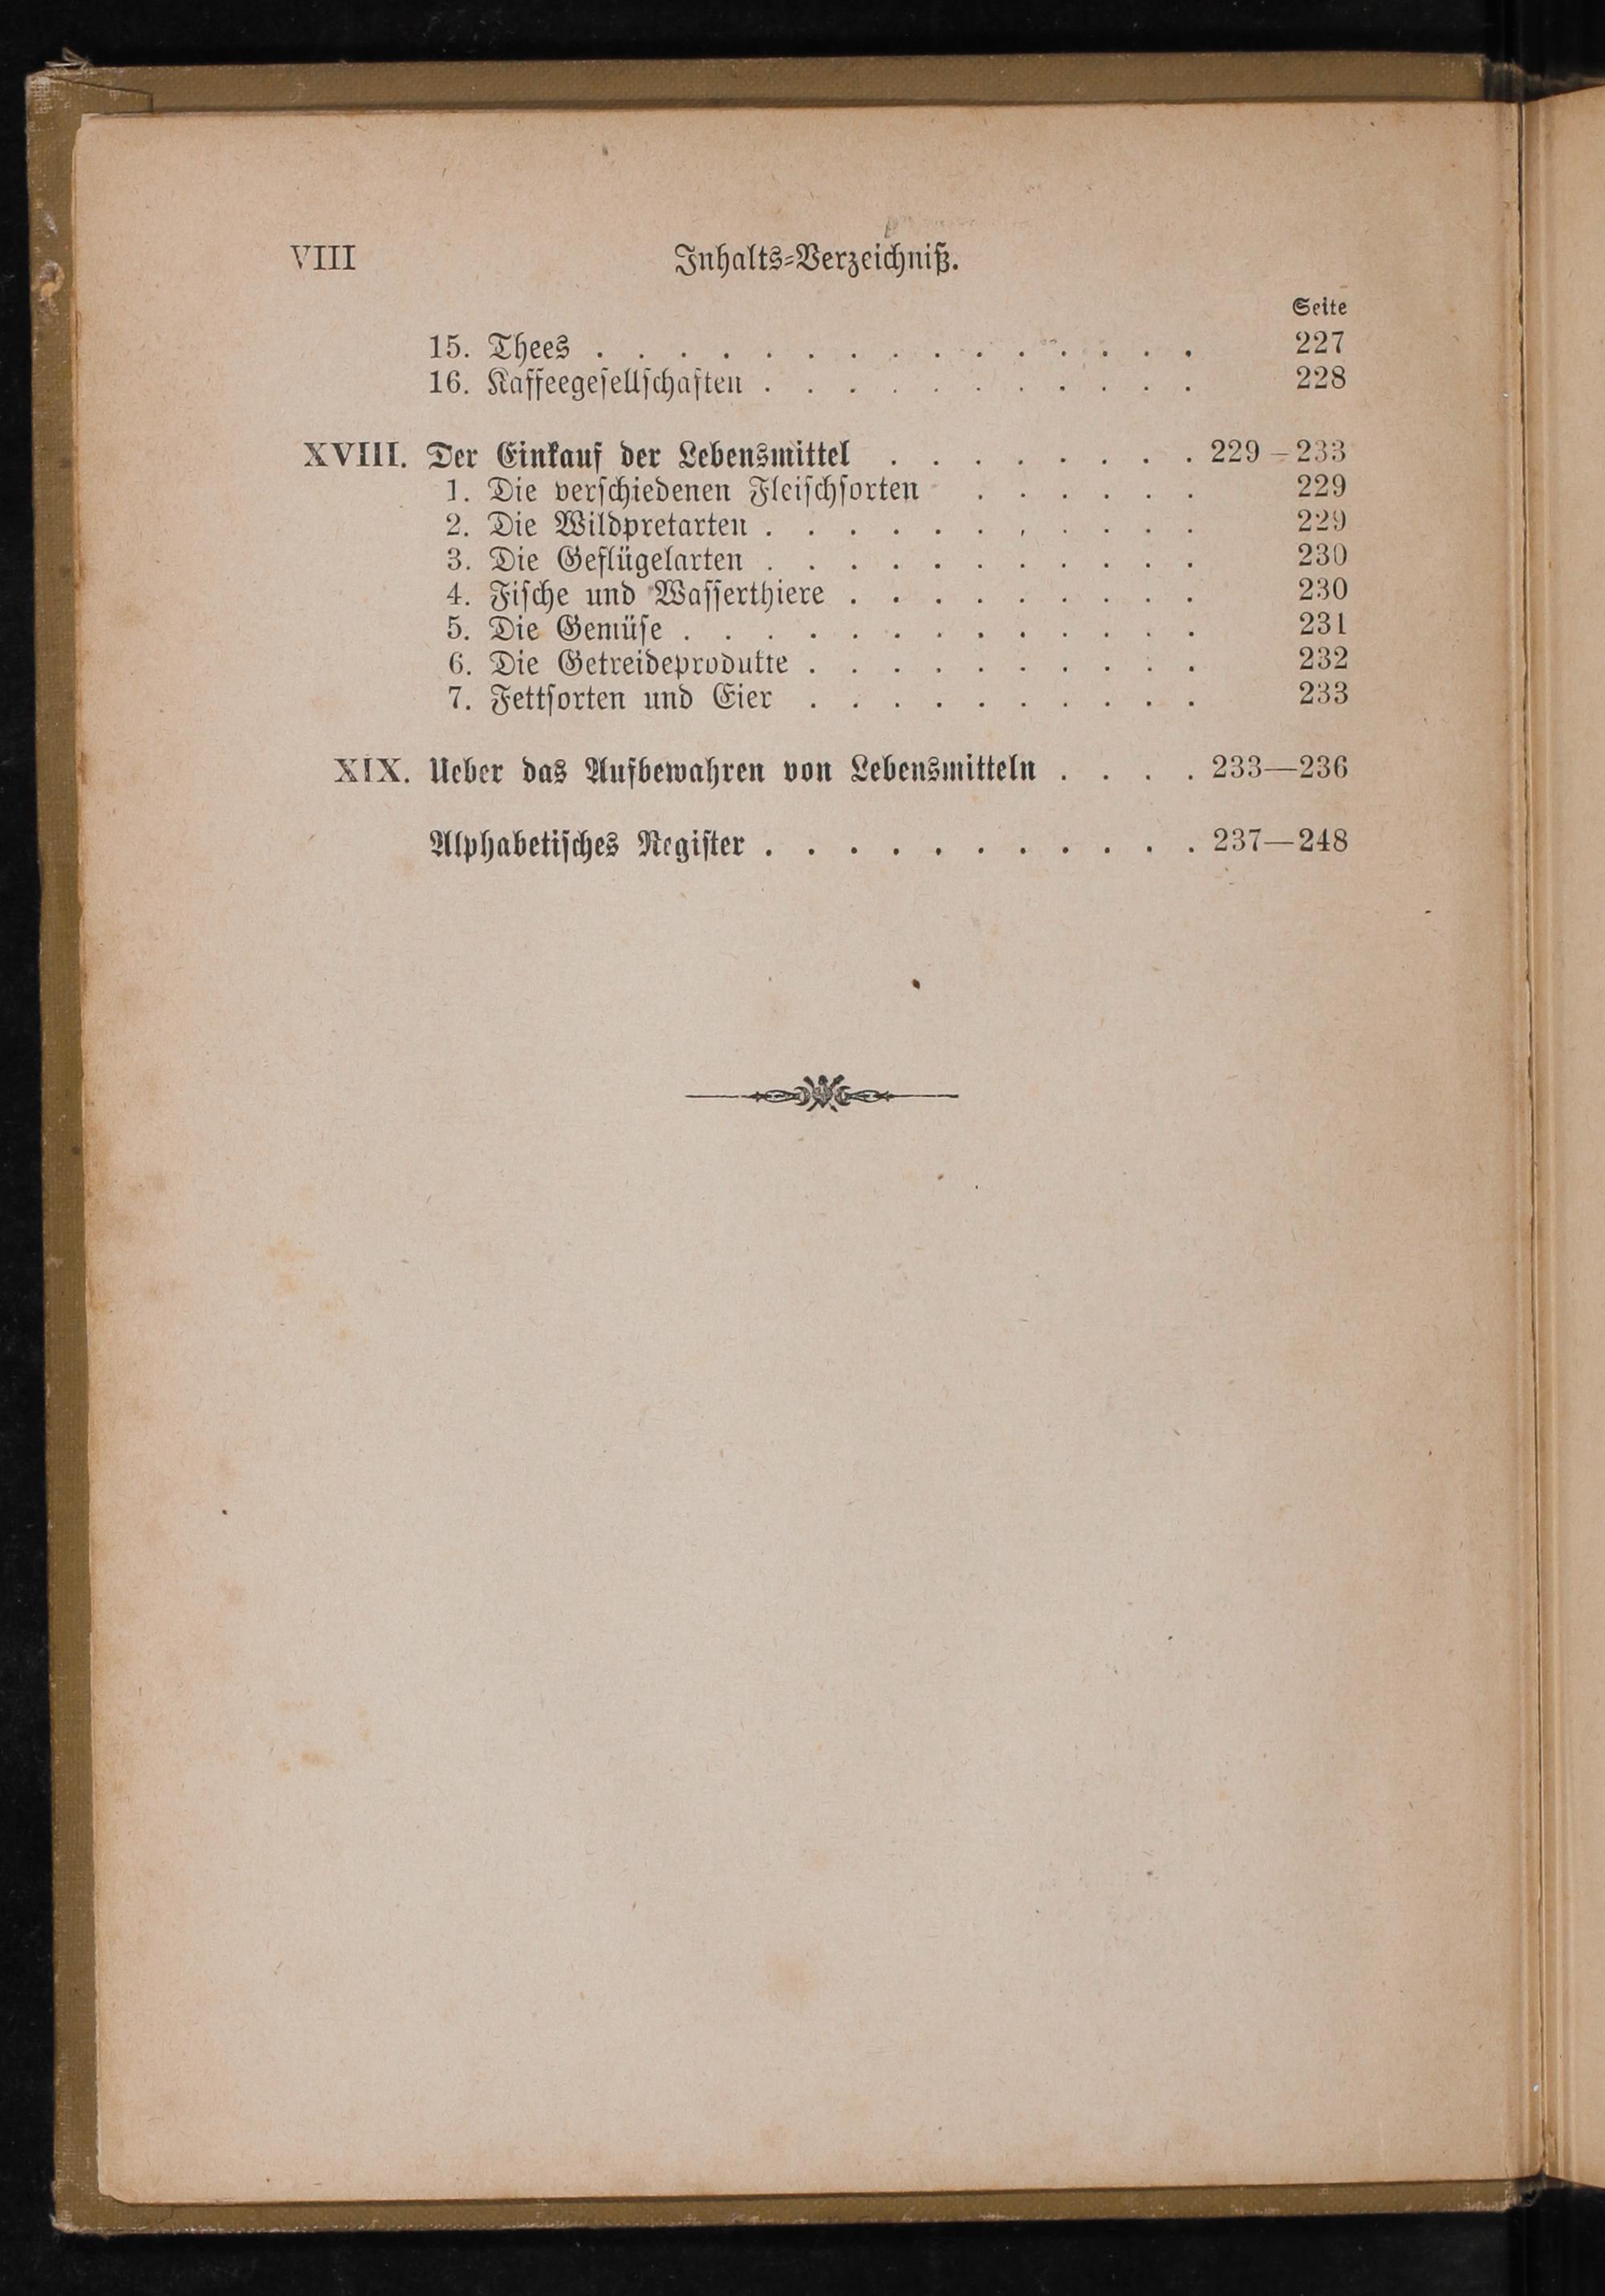 VIII Inhalts-Verzeichniß.
Seite
15. Thees . . . . . . . . . . . . . . . 227
16. Kaffeegesellschaften . . . . . . . . . . . 228
XVIII. Der Einkauf der Lebensmittel . . . . . . . . 229–233
1. Die verschiedenen Fleischsorten . . . . . . 229
2. Die Wildpretarten . . . . . . . . . . . 229
3. Die Geflügelarten . . . . . . . . . . . 230
4. Fische und Wasserthiere . . . . . . . . . 230
5. Die Gemüse . . . . . . . . . . . . . 231
6. Die Getreideprodukte . . . . . . . . . . 232
7. Fettsorten und Eier . . . . . . . . . . 233
XIX. Ueber das Aufbewahren von Lebensmitteln . . . . 233—236
Alphabetisches Register . . . . . . . . . . . 237—248